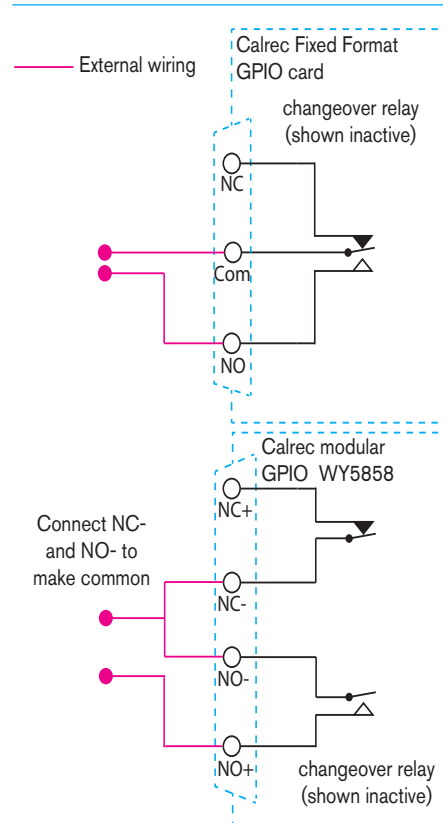 Calrec Fixed Format
GPIO card
External wiring
changeover relay
(shown inactive)
NC
Com
NO
Calrec modular
GPIO WY5858
NC+
Connect NC-
and NO- to
make common
NC-
NO-
NO+
changeover relay
(shown inactive)